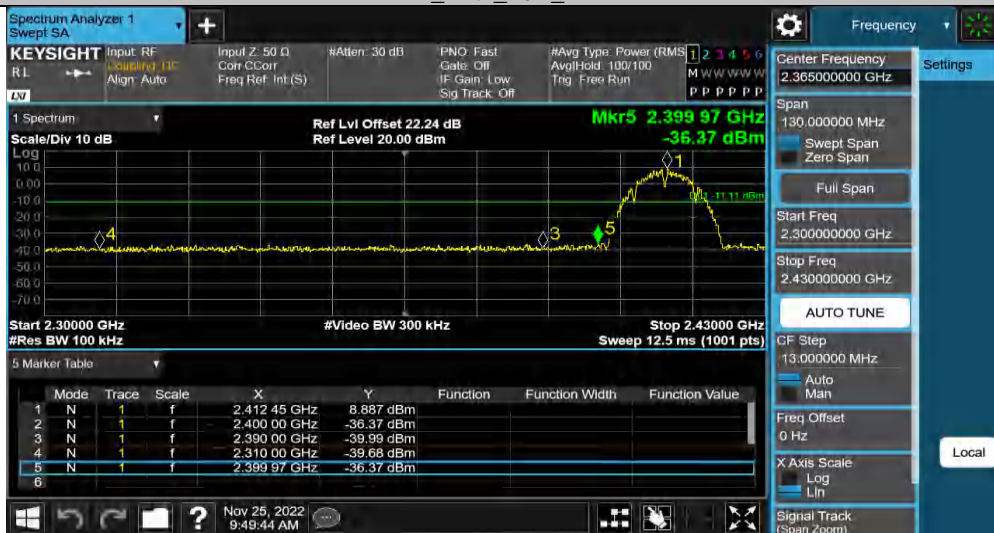 Spectrum Analyzer 1
Swept SA
+
Frequency
KEYSIGHT
Input: RF
Coupling: DC
Align: Auto
Input Z: 50 Ω
Corr CCorr
Freq Ref: Int (S)
#Atten: 30 dB
PNO: Fast
Gate: Off
IF Gain: Low
Sig Track: Off
#Avg Type: Power (RMS
Avg|Hold: 100/100
Trig: Free Run
1 2 3 4 5 6
M W W W W W
P P P P P P
RL
LXI
1 Spectrum
Scale/Div 10 dB
Ref Lvl Offset 22.24 dB
Ref Level 20.00 dBm
Mkr5 2.399 97 GHz
-36.37 dBm
Log
10.0
0.00
-10.0
-20.0
-30.0
-40.0
-50.0
-60.0
-70.0
1
-11.11 dBm
4
3
5
Start 2.30000 GHz
#Res BW 100 kHz
#Video BW 300 kHz
Stop 2.43000 GHz
Sweep 12.5 ms (1001 pts)
5 Marker Table
Mode Trace Scale X Y Function Function Width Function Value
1 N 1 f 2.412 45 GHz 8.887 dBm
2 N 1 f 2.400 00 GHz -36.37 dBm
3 N 1 f 2.390 00 GHz -39.99 dBm
4 N 1 f 2.310 00 GHz -39.68 dBm
5 N 1 f 2.399 97 GHz -36.37 dBm
6
Nov 25, 2022
9:49:44 AM
?
Center Frequency
2.365000000 GHz
Span
130.000000 MHz
Swept Span
Zero Span
Full Span
Start Freq
2.300000000 GHz
Stop Freq
2.430000000 GHz
AUTO TUNE
CF Step
13.000000 MHz
Auto
Man
Freq Offset
0 Hz
X Axis Scale
Log
Lin
Signal Track
(Span Zoom)
Settings
Local